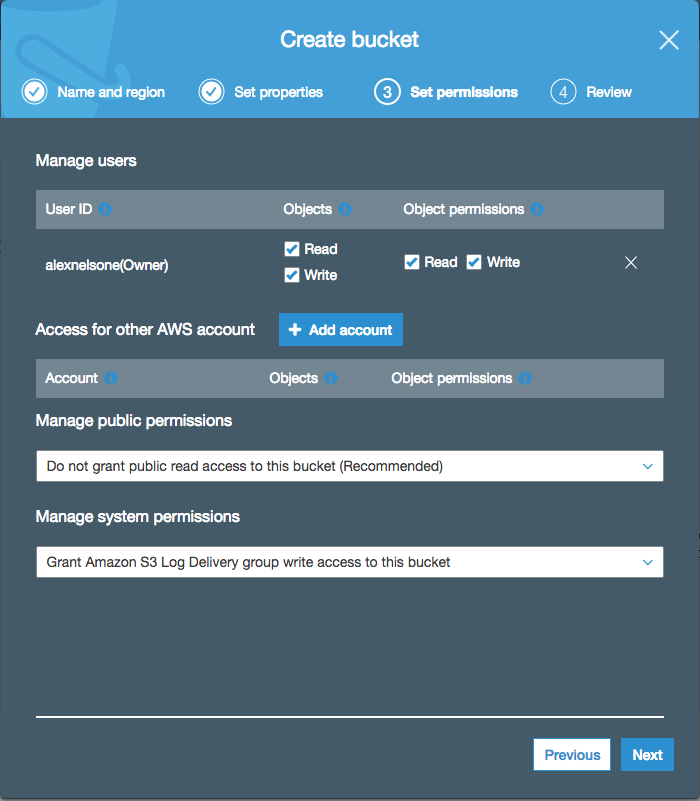 Create bucket
Name and region
Set properties
3 Set permissions
4 Review
Manage users
User ID Objects Object permissions
alexnelsone(Owner)
Read
Write
Read Write
Access for other AWS account + Add account
Account Objects Object permissions
Manage public permissions
Do not grant public read access to this bucket (Recommended)
Manage system permissions
Grant Amazon S3 Log Delivery group write access to this bucket
Previous Next